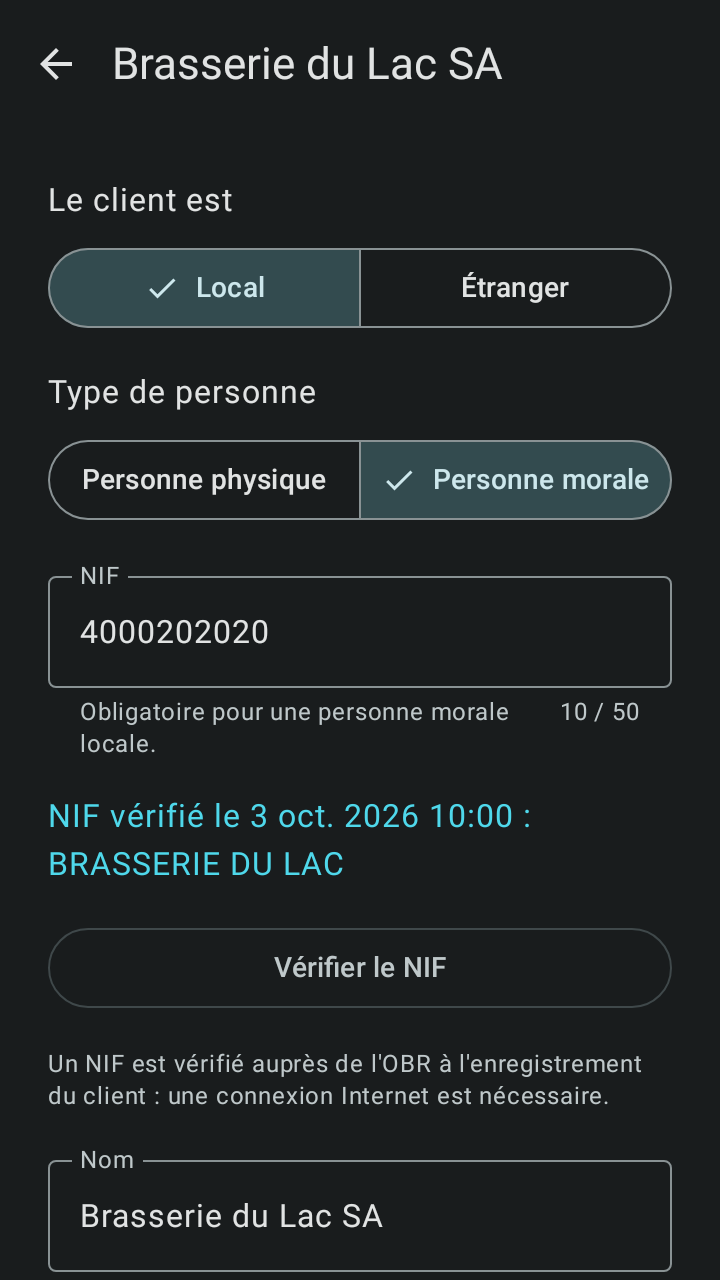 Brasserie du Lac SA
Le client est
Local
Étranger
Type de personne
Personne physique
Personne morale
NIF
4000202020
Obligatoire pour une personne morale locale.
10 / 50
NIF vérifié le 3 oct. 2026 10:00 :
BRASSERIE DU LAC
Vérifier le NIF
Un NIF est vérifié auprès de l'OBR à l'enregistrement
du client : une connexion Internet est nécessaire.
Nom
Brasserie du Lac SA